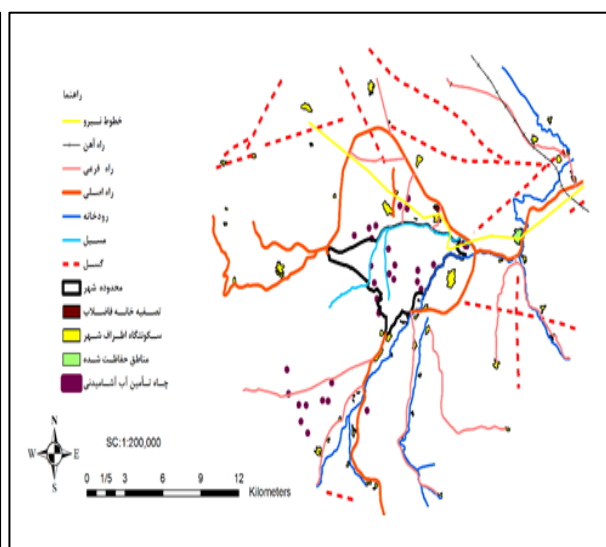 راهنما
خطوط نیرو
راه آهن
راه فرعی
راه اصلی
رودخانه
مسیل
گسل
محدوده شهر
تصفیه خانه فاضلاب
سکونتگاه اطراف شهر
مناطق حفاظت شده
چاه تأمین آب آشامیدنی
N
W E
S
SC:1:200,000
0 1/5 3 6 9 12
Kilometers